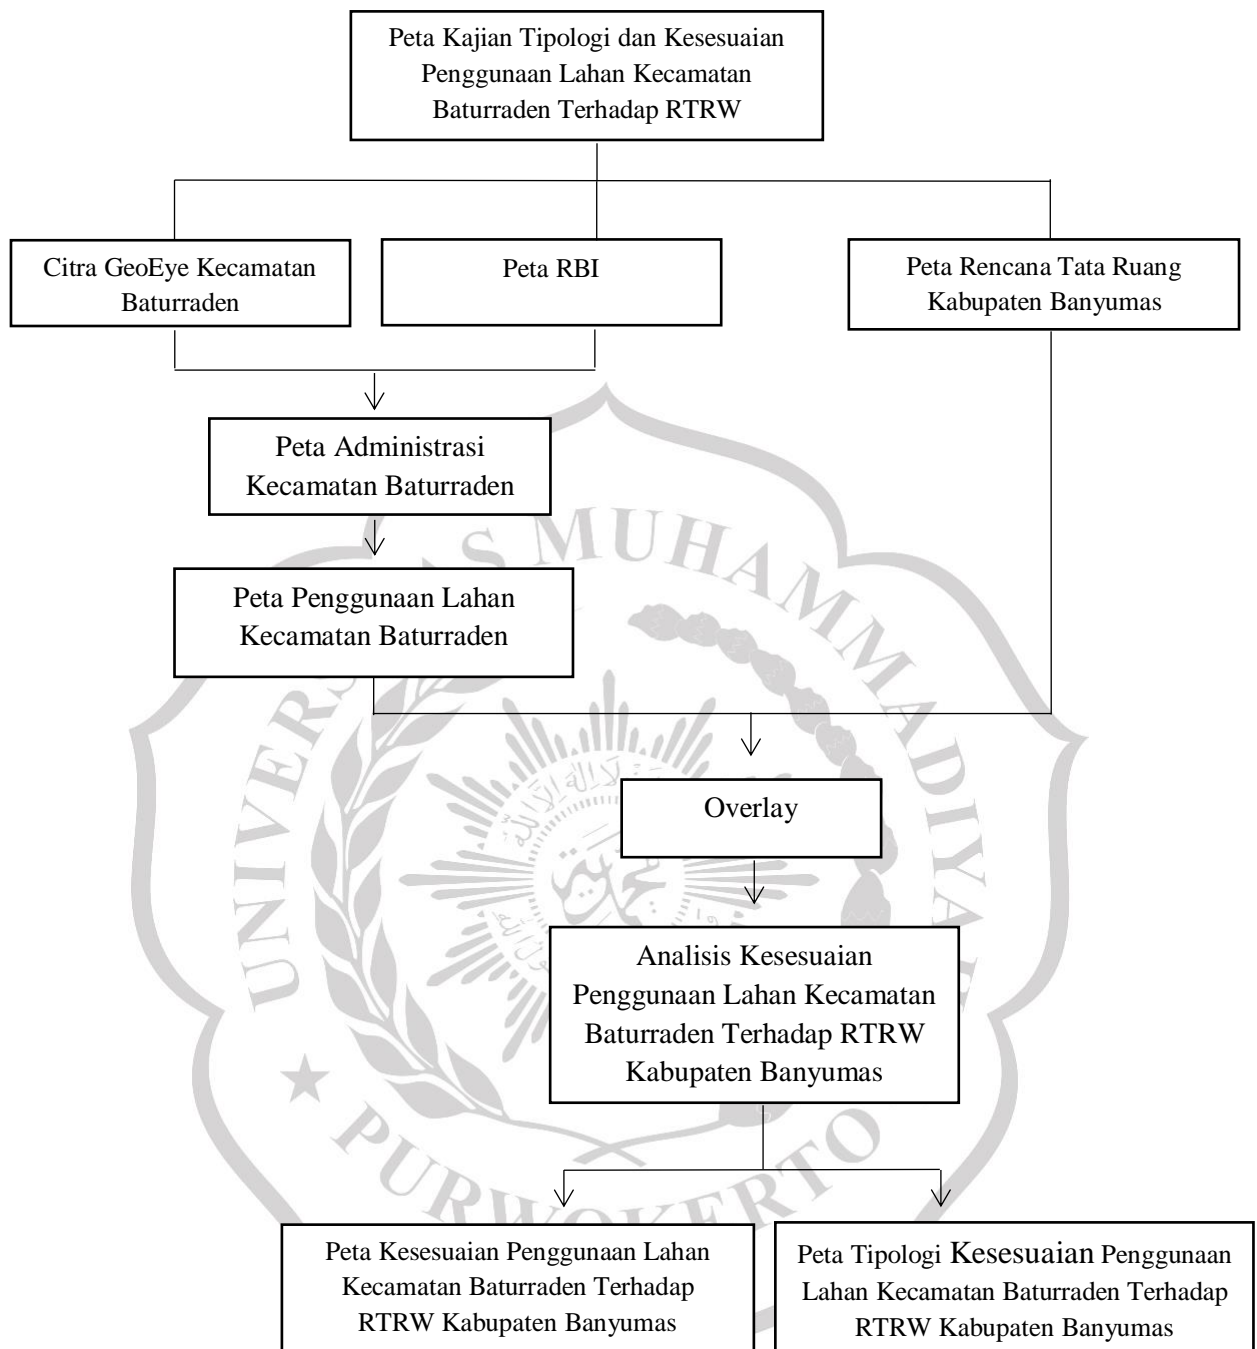 Peta Kajian Tipologi dan Kesesuaian
Penggunaan Lahan Kecamatan
Baturraden Terhadap RTRW
Citra GeoEye Kecamatan
Baturraden
Peta RBI
Peta Rencana Tata Ruang
Kabupaten Banyumas
Peta Administrasi
Kecamatan Baturraden
Peta Penggunaan Lahan
Kecamatan Baturraden
Overlay
Analisis Kesesuaian
Penggunaan Lahan Kecamatan
Baturraden Terhadap RTRW
Kabupaten Banyumas
Peta Kesesuaian Penggunaan Lahan
Kecamatan Baturraden Terhadap
RTRW Kabupaten Banyumas
Peta Tipologi Kesesuaian Penggunaan
Lahan Kecamatan Baturraden Terhadap
RTRW Kabupaten Banyumas
PURWOKERTO